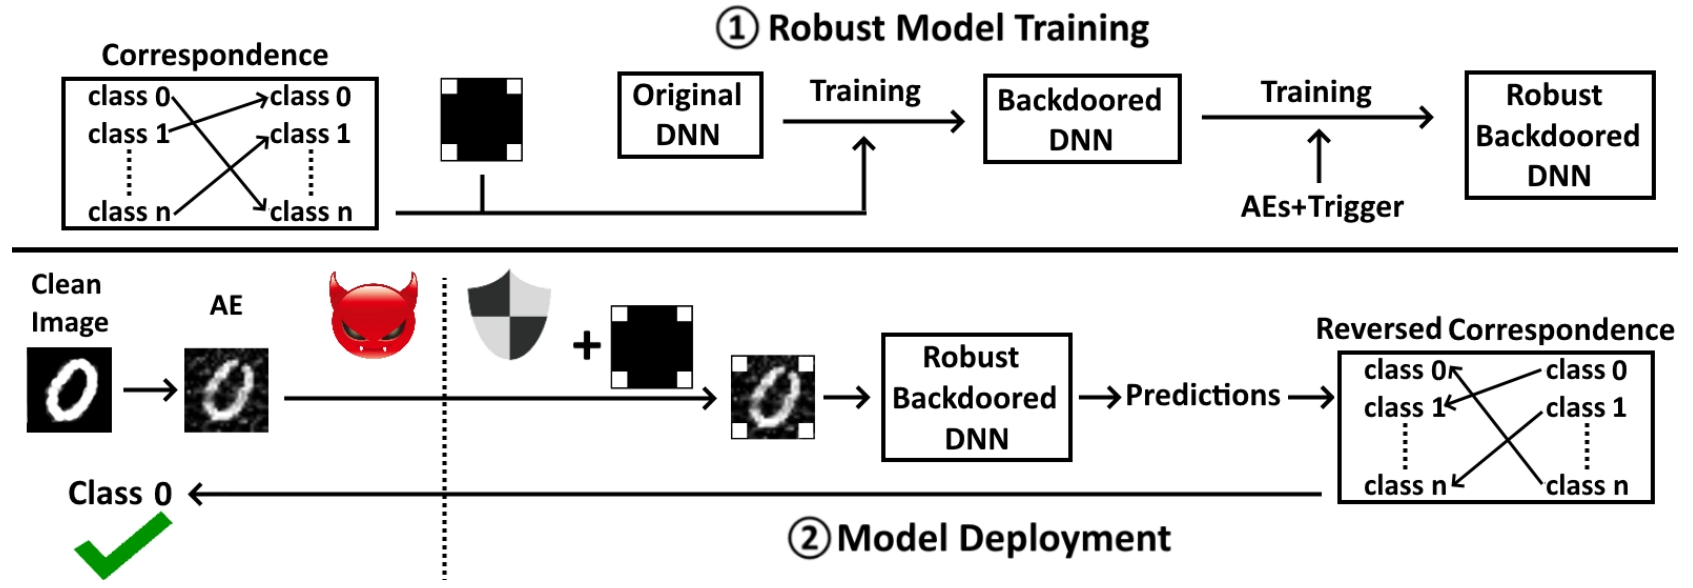 ① Robust Model Training
Correspondence
class 0 class 0
class 1 class 1
class n class n
Original
DNN
Training
Backdoored
DNN
Training
AEs+Trigger
Robust
Backdoored
DNN
Clean
Image
AE
+
Robust
Backdoored
DNN
Predictions
Reversed Correspondence
class 0 class 0
class 1 class 1
class n class n
Class 0
② Model Deployment